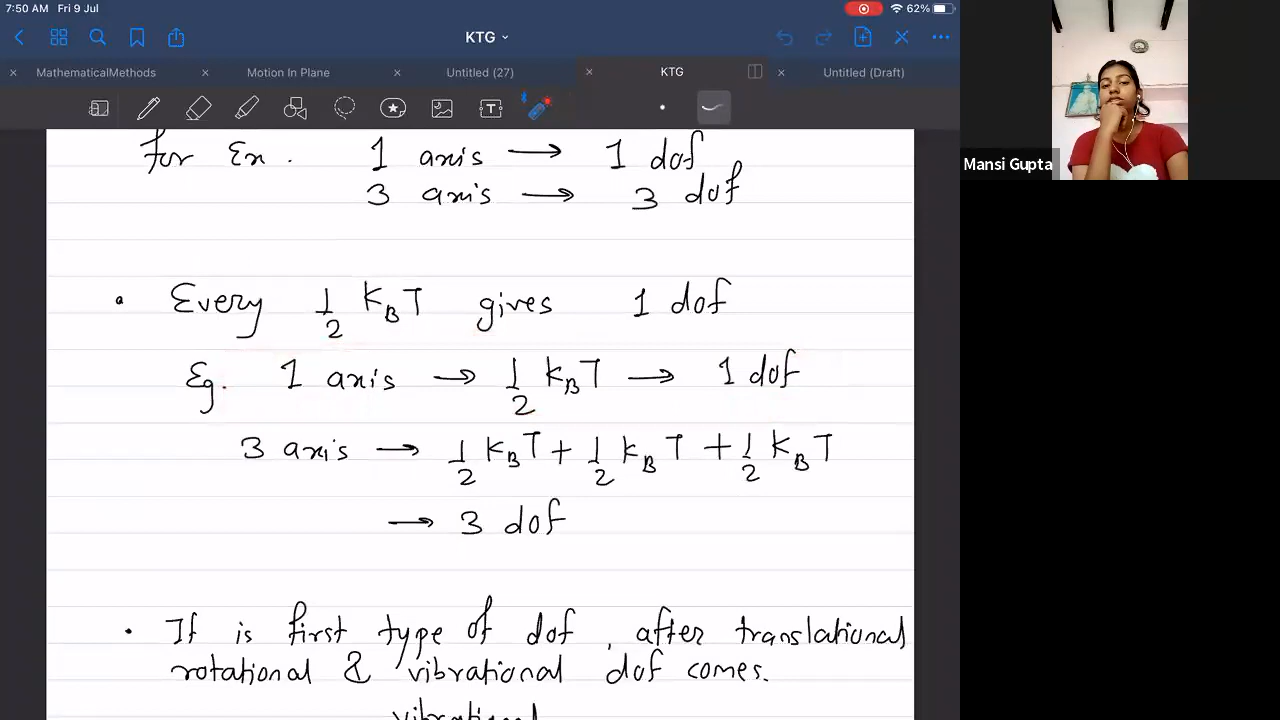 7:50 AM Fri 9 Jul
62%
KTG
MathematicalMethods
Motion In Plane
Untitled (27)
KTG
Untitled (Draft)
T
Mansi Gupta
For Ex. 1 axis → 1 dof
3 axis → 3 dof
• Every 1/2 KBT gives 1 dof
Eg. 1 axis → 1/2 KBT → 1 dof
3 axis → 1/2 KBT + 1/2 KBT + 1/2 KBT
→ 3 dof
• It is first type of dof, after translational
rotational & vibrational dof comes.
vibrational